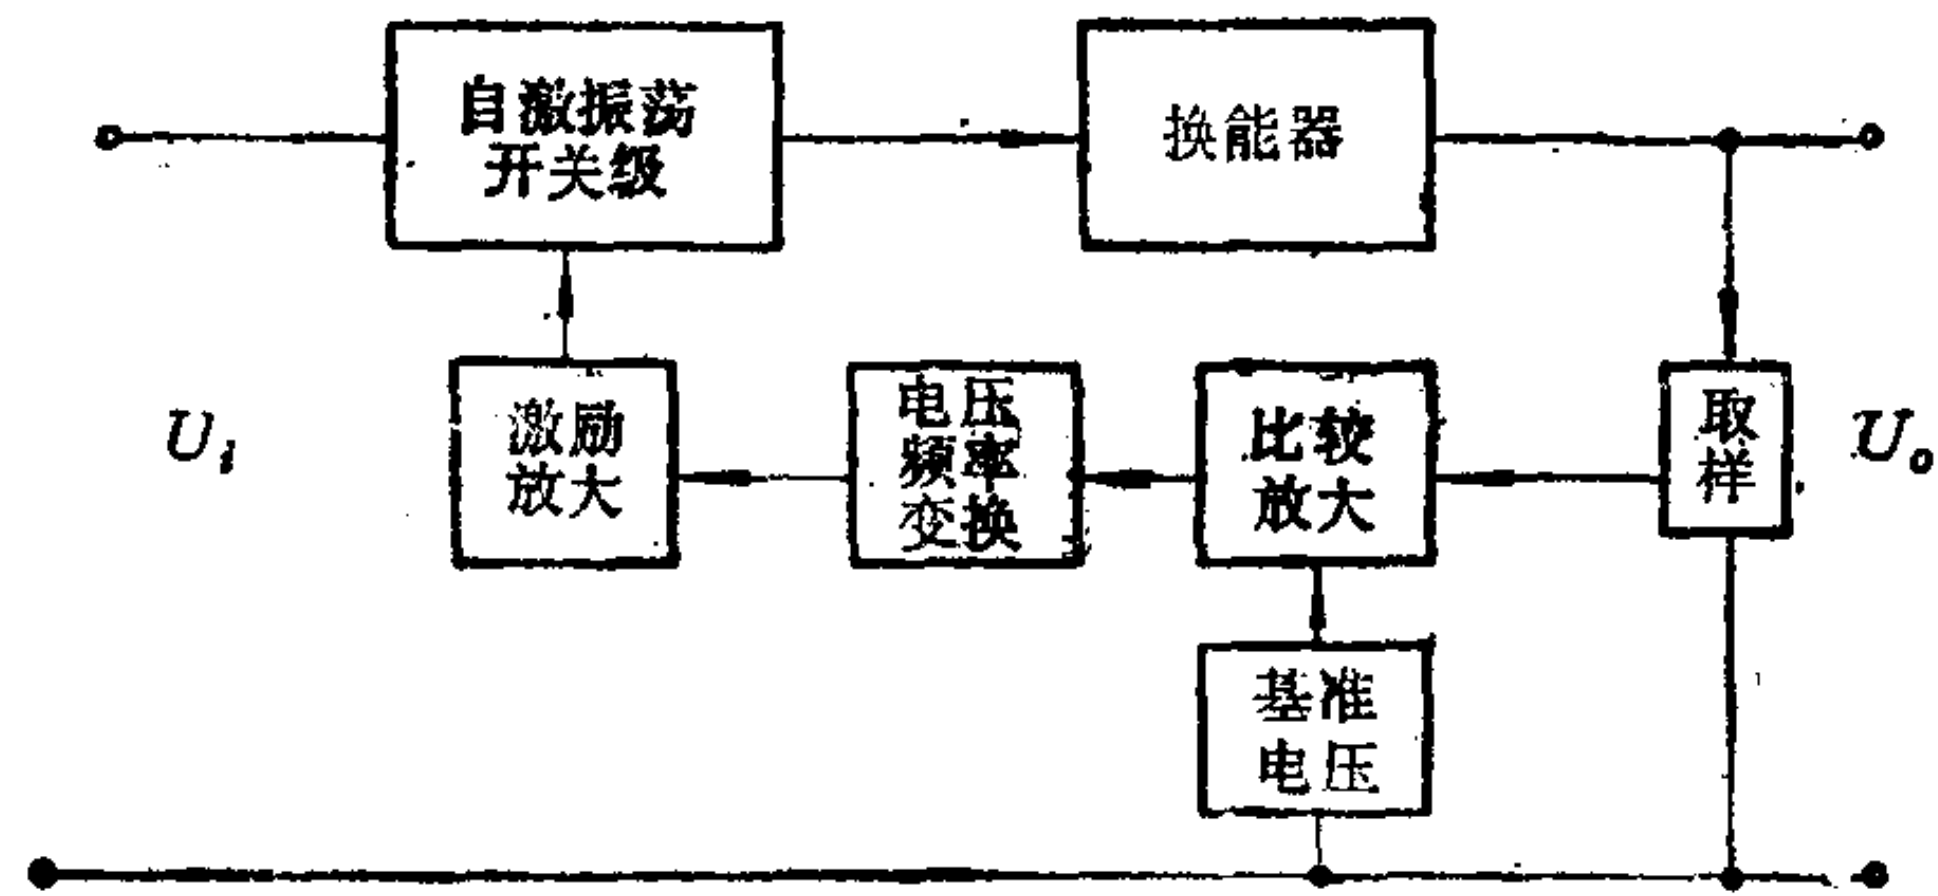 自激振荡
开关级
换能器
U_i
激励
放大
电压
频率
变换
比较
放大
取样
U_o
基准
电压